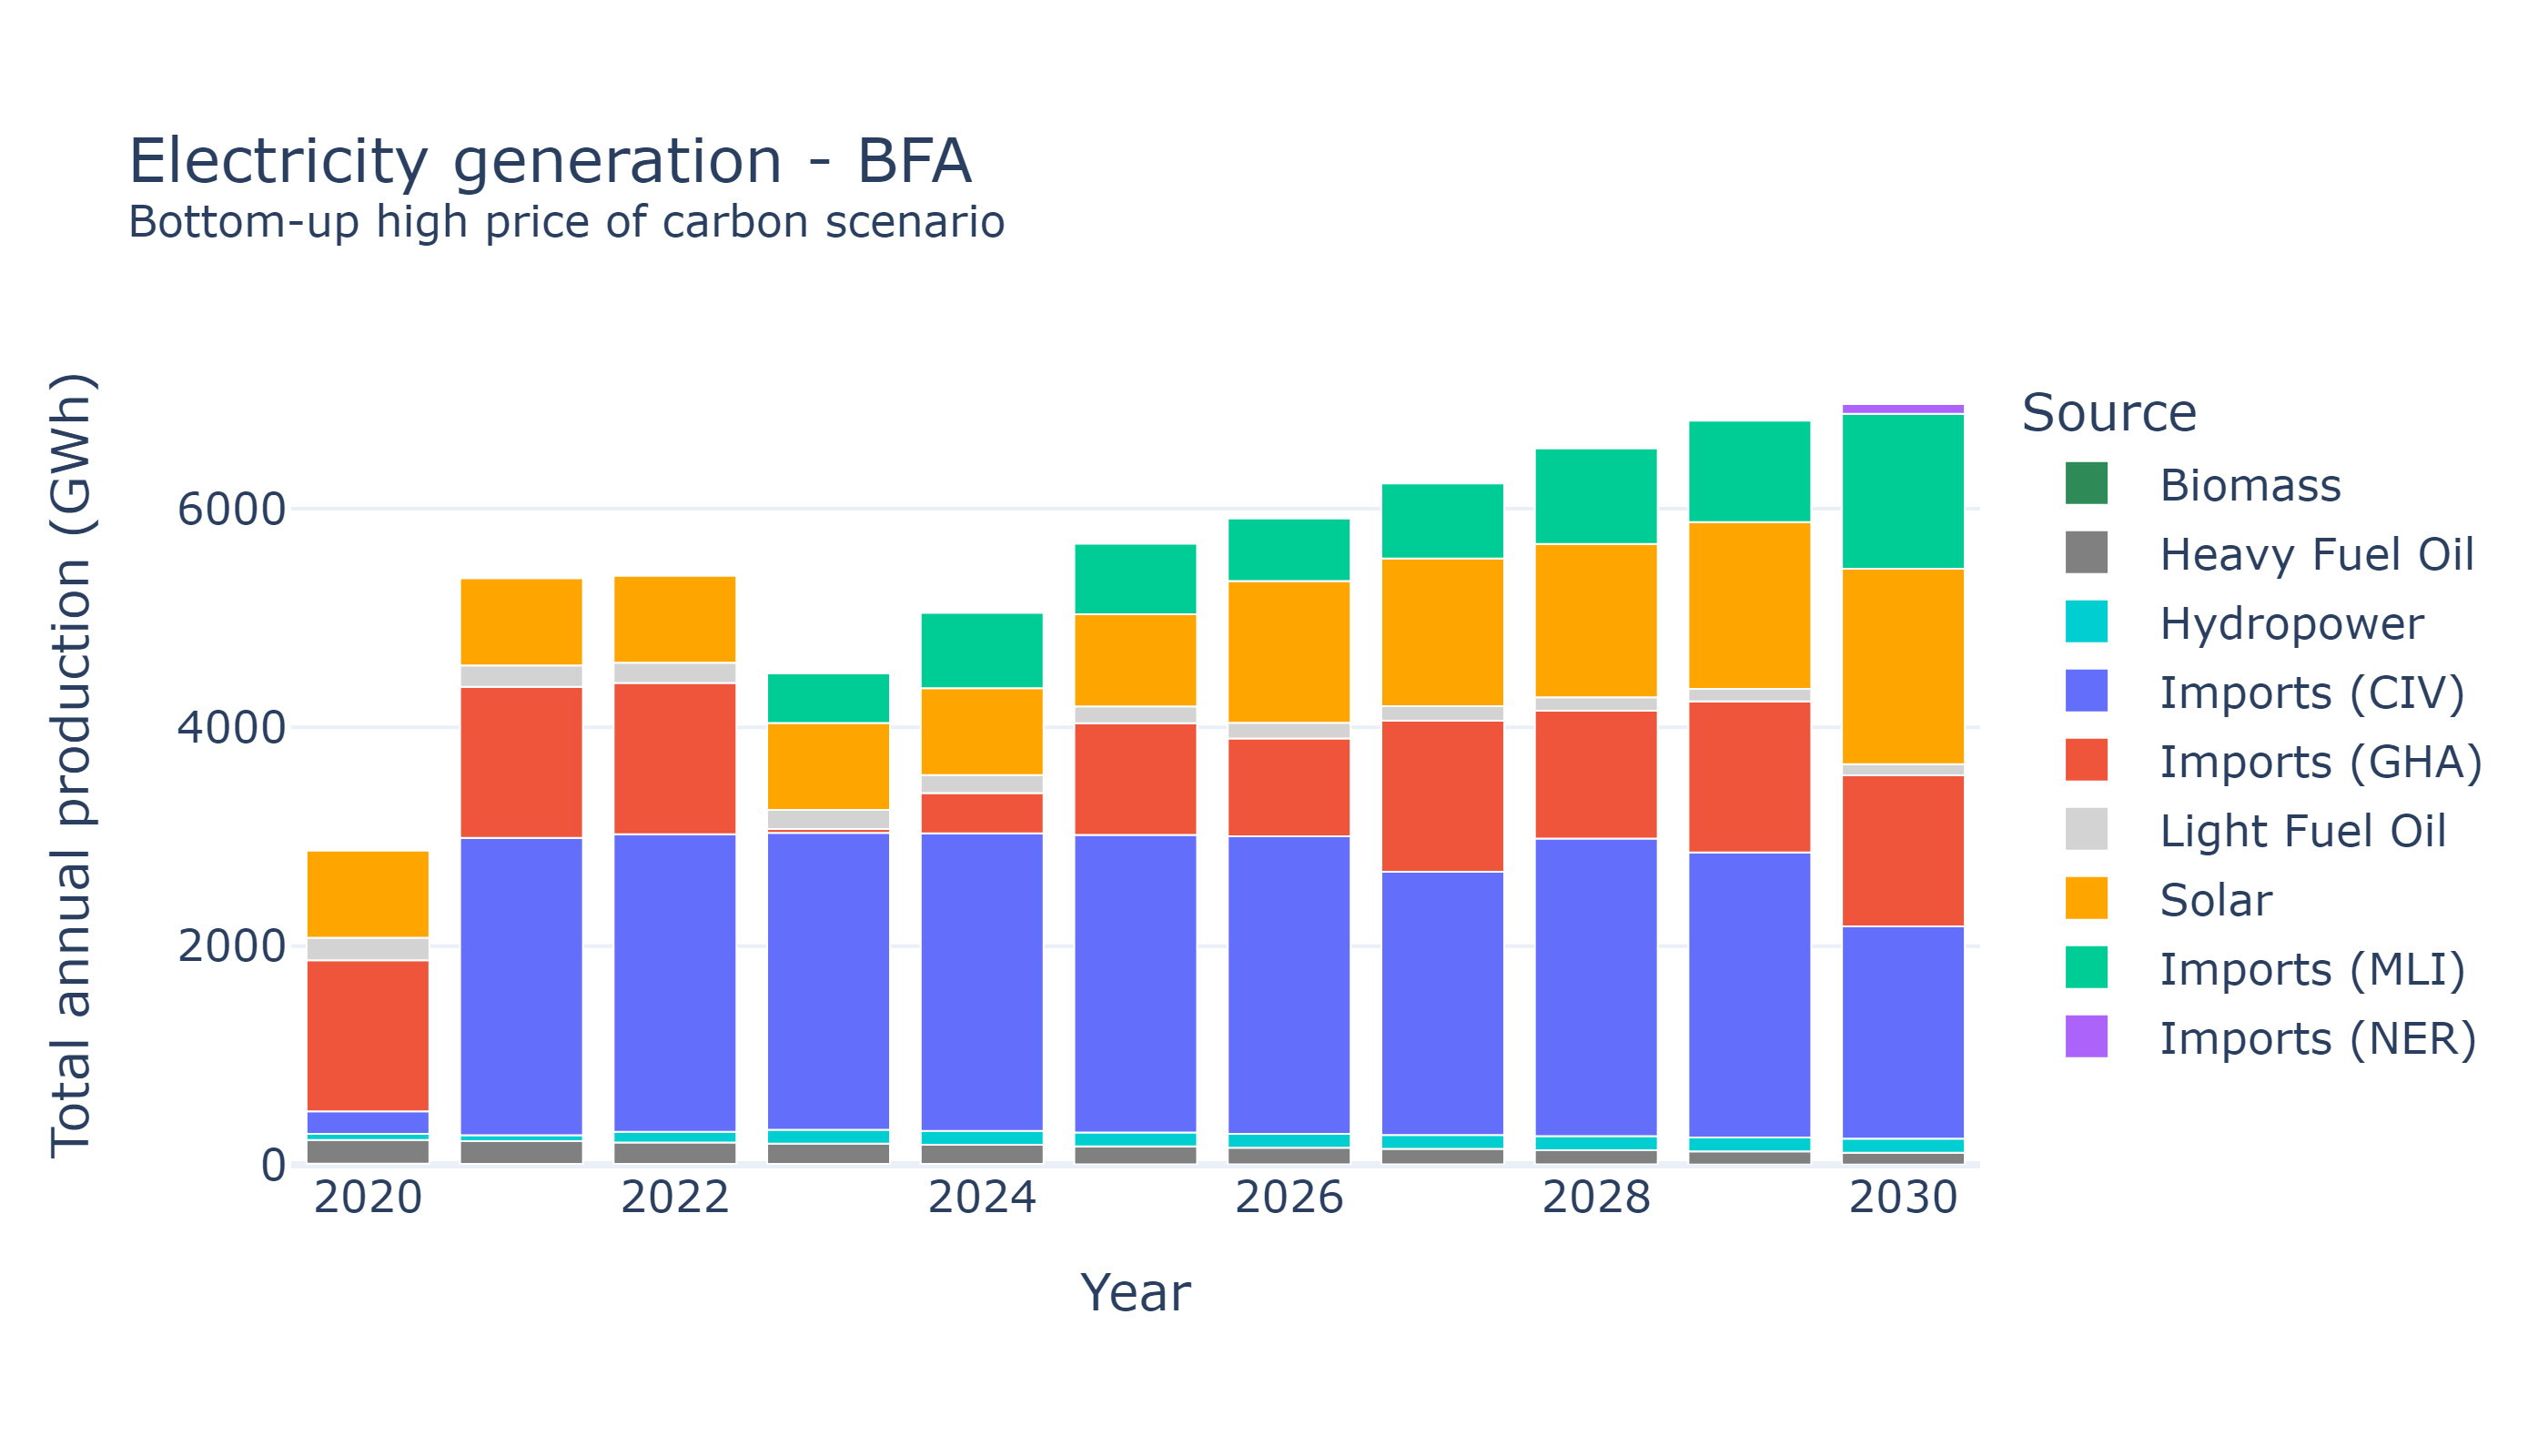 Electricity generation - BFA
Bottom-up high price of carbon scenario
Total annual production (GWh)
6000
4000
2000
0
2020
2022
2024
2026
2028
2030
Year
Source
Biomass
Heavy Fuel Oil
Hydropower
Imports (CIV)
Imports (GHA)
Light Fuel Oil
Solar
Imports (MLI)
Imports (NER)